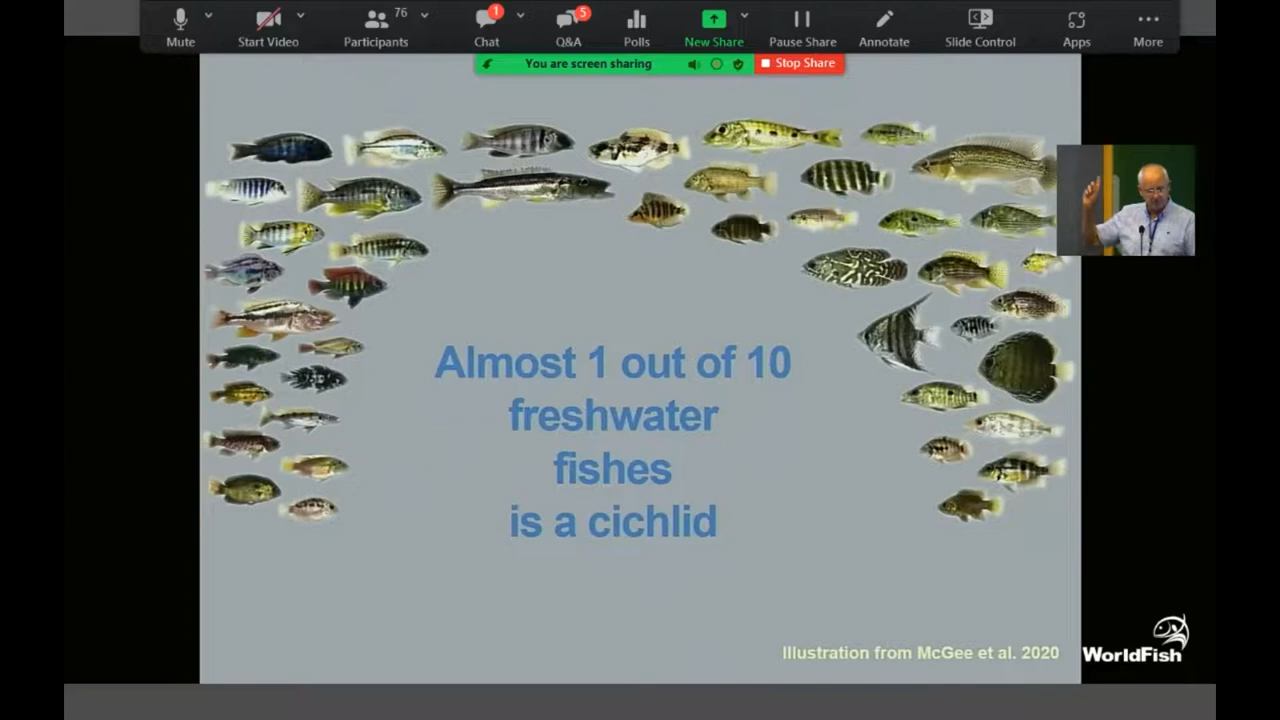 76
1
5
Mute
Start Video
Participants
Chat
Q&A
Polls
New Share
Pause Share
Annotate
Slide Control
Apps
More
You are screen sharing
Stop Share
Almost 1 out of 10
freshwater
fishes
is a cichlid
Illustration from McGee et al. 2020
WorldFish